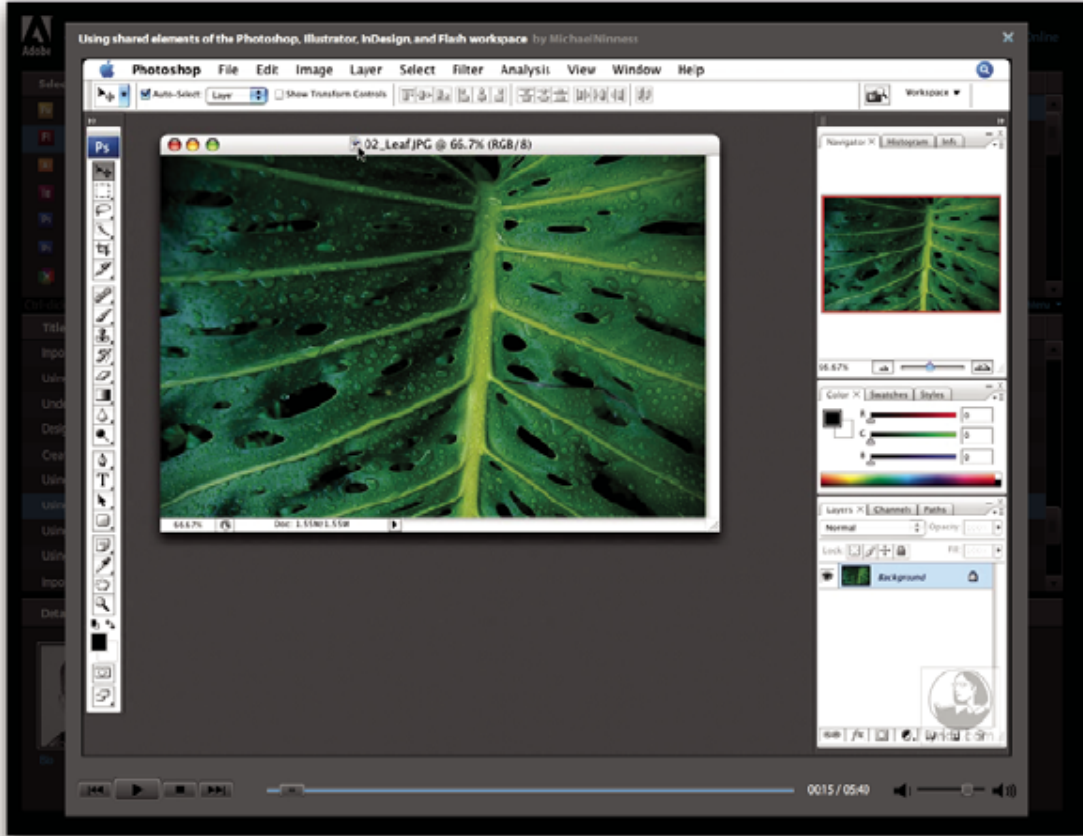 Adobe
Using shared elements of the Photoshop, Illustrator, InDesign, and Flash workspace by MichaelNinness
Photoshop File Edit Image Layer Select Filter Analysis View Window Help
Auto-Select: Layer Show Transform Controls Workspace
Ps
02_Leaf.JPG @ 66.7% (RGB/8)
Navigator Histogram Info
66.67%
Color Swatches Styles
R 0
G 0
B 0
Layers Channels Paths
Normal Opacity:
Lock: Fill:
Background
66.67% Doc: 1.55M/1.55M
00:15 / 05:40